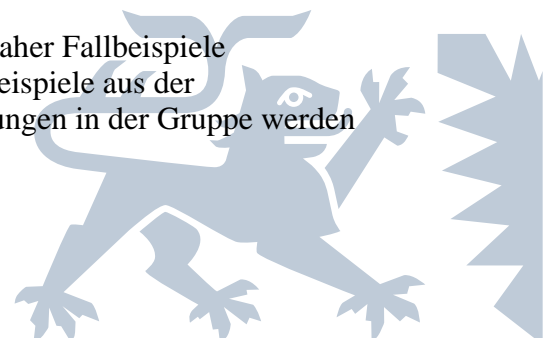 aher Fallbeispiele
eispiele aus der
ungen in der Gruppe werden